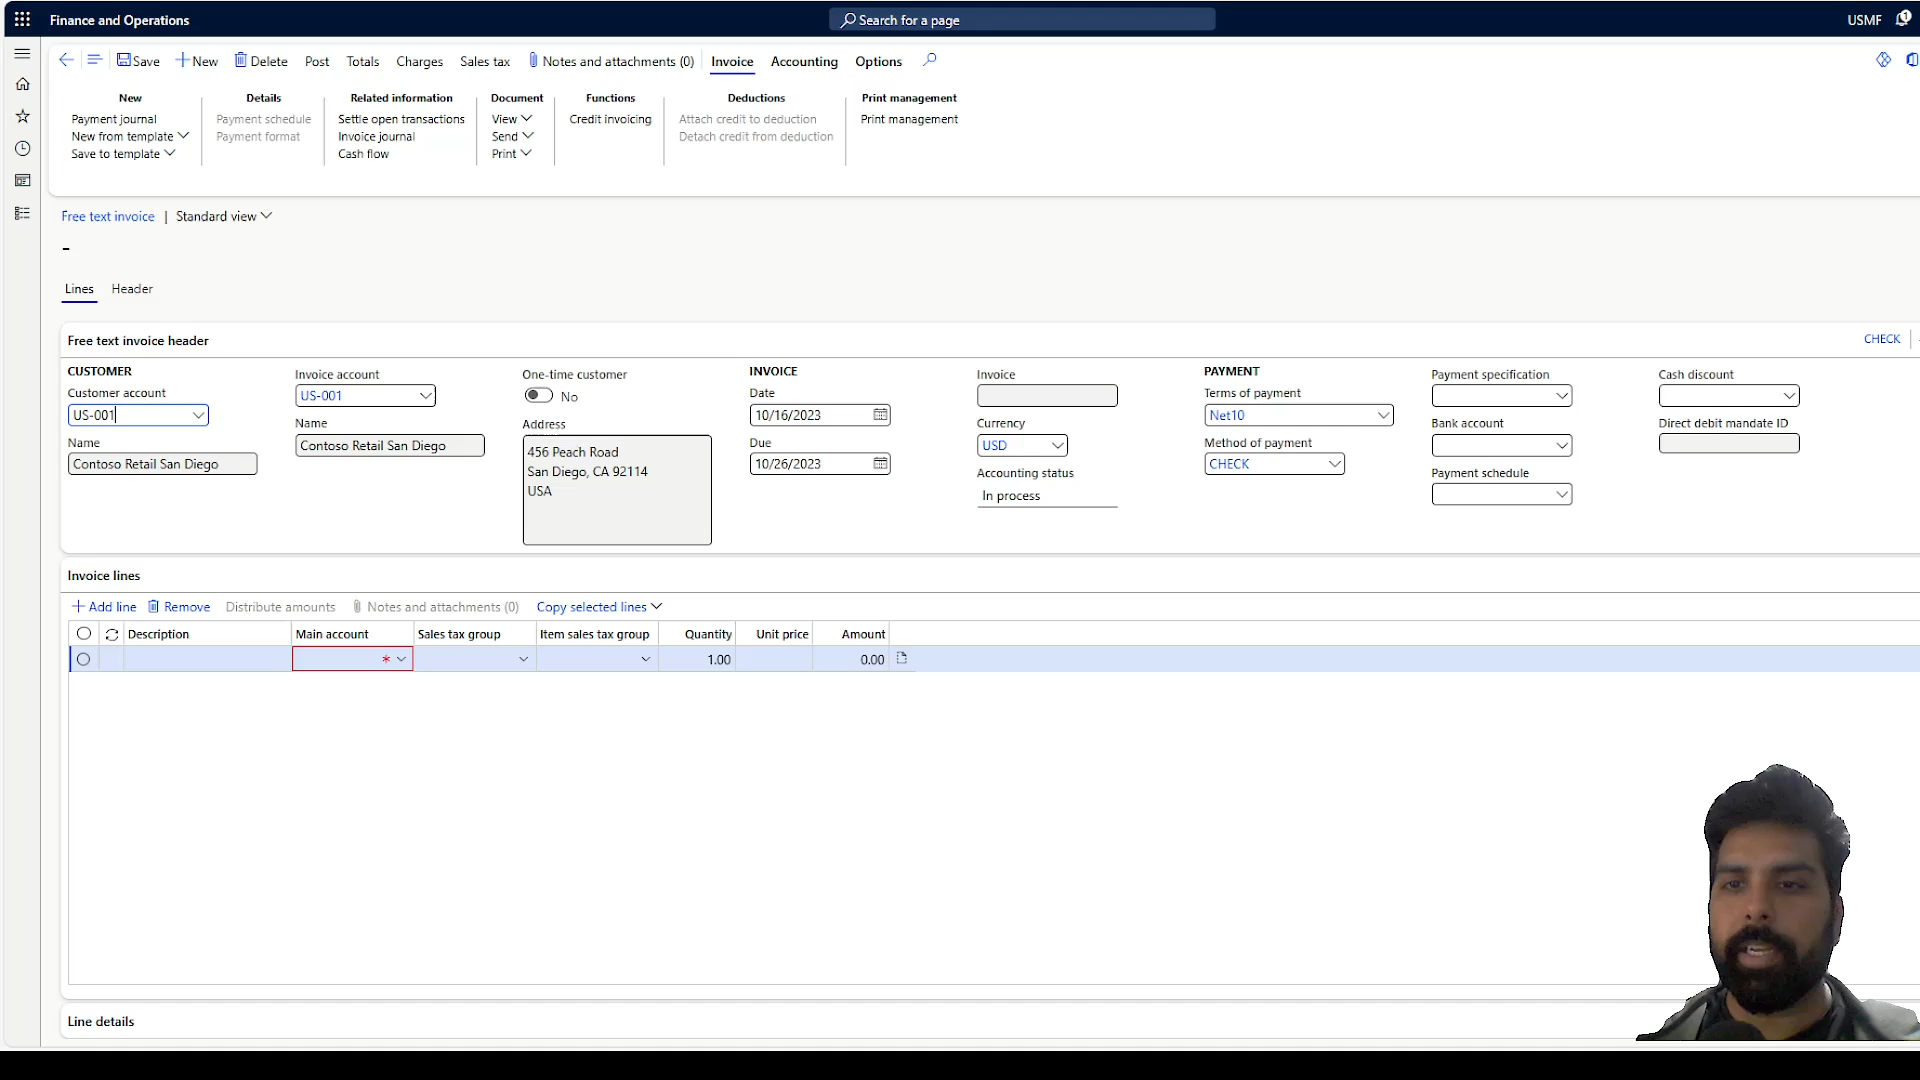 Finance and Operations
Search for a page
USMF
1
Save
New
Delete
Post
Totals
Charges
Sales tax
Notes and attachments (0)
Invoice
Accounting
Options
New
Payment journal
New from template
Save to template
Details
Payment schedule
Payment format
Related information
Settle open transactions
Invoice journal
Cash flow
Document
View
Send
Print
Functions
Credit invoicing
Deductions
Attach credit to deduction
Detach credit from deduction
Print management
Print management
Free text invoice | Standard view
-
Lines
Header
Free text invoice header
CHECK
CUSTOMER
Customer account
US-001
Name
Contoso Retail San Diego
Invoice account
US-001
Name
Contoso Retail San Diego
One-time customer
No
Address
456 Peach Road
San Diego, CA 92114
USA
INVOICE
Date
10/16/2023
Due
10/26/2023
Invoice
Currency
USD
Accounting status
In process
PAYMENT
Terms of payment
Net10
Method of payment
CHECK
Payment specification
Bank account
Payment schedule
Cash discount
Direct debit mandate ID
Invoice lines
Add line
Remove
Distribute amounts
Notes and attachments (0)
Copy selected lines
Description
Main account
Sales tax group
Item sales tax group
Quantity
Unit price
Amount
*
1.00
0.00
Line details